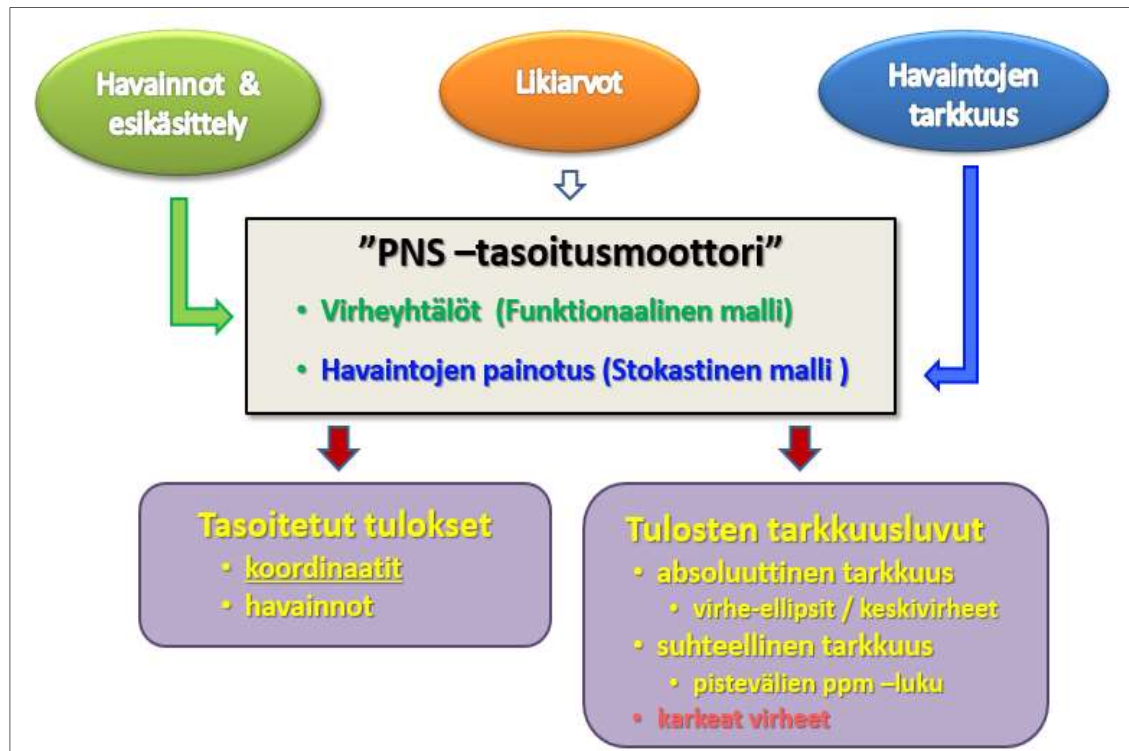 Havainnot &
esikäsittely
Likiarvot
Havaintojen
tarkkuus
”PNS –tasoitusmoottori”
• Virheyhtälöt (Funktionaalinen malli)
• Havaintojen painotus (Stokastinen malli )
Tasoitetut tulokset
• koordinaatit
• havainnot
Tulosten tarkkuusluvut
• absoluuttinen tarkkuus
• virhe-ellipsit / keskivirheet
• suhteellinen tarkkuus
• pistevälien ppm –luku
• karkeat virheet